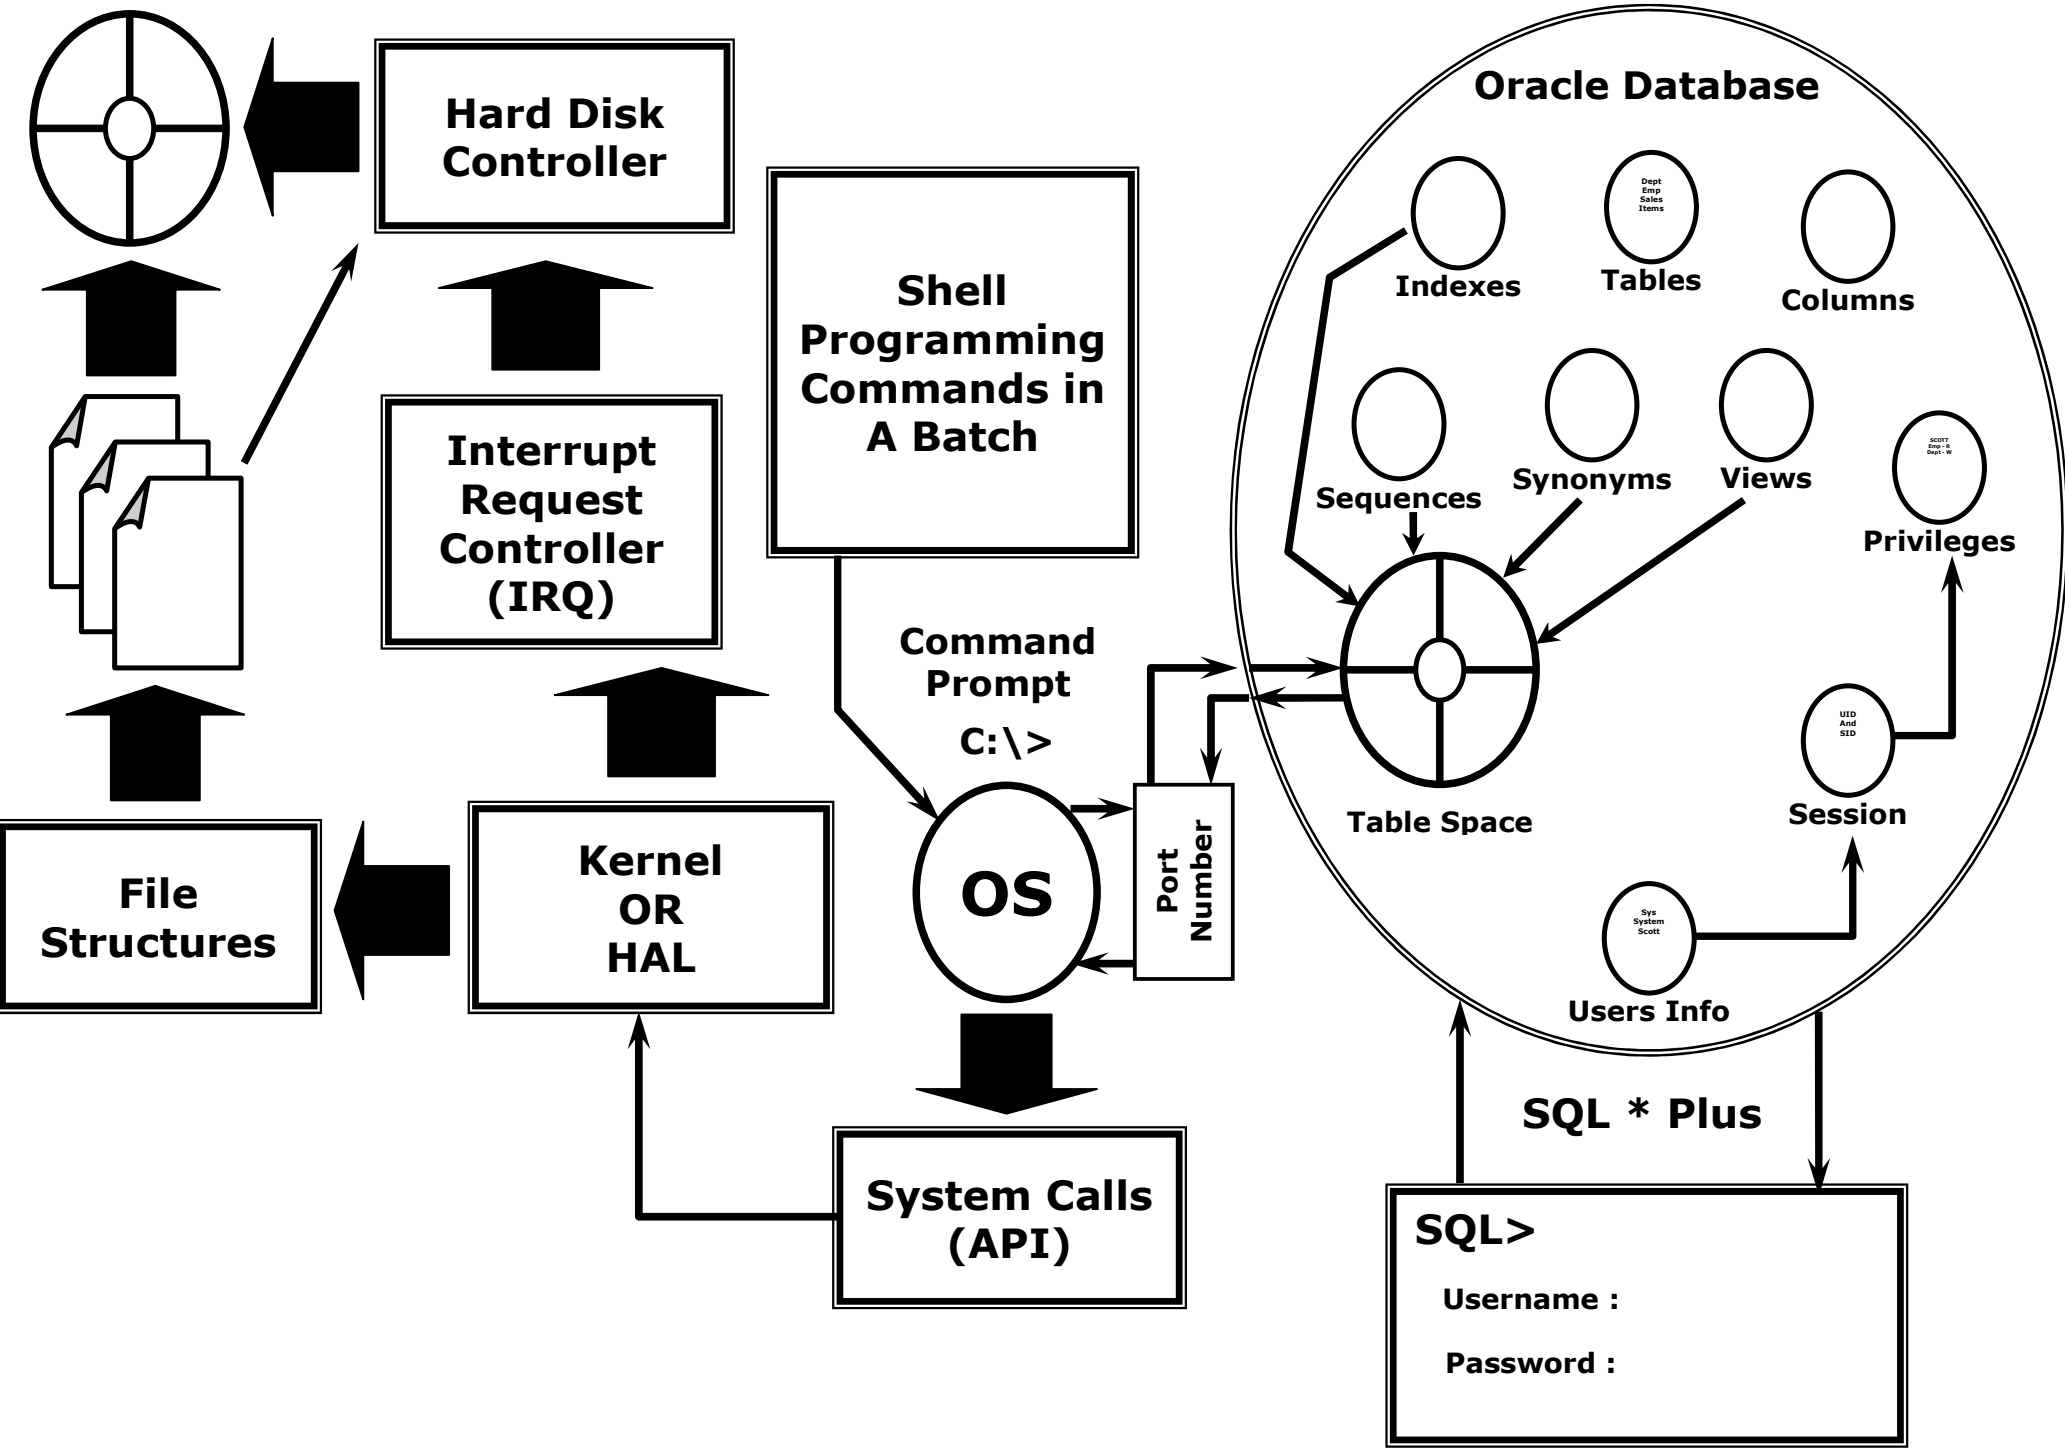 Hard Disk
Controller
Interrupt
Request
Controller
(IRQ)
File
Structures
Kernel
OR
HAL
Shell
Programming
Commands in
A Batch
Command
Prompt
C:\>
OS
Port
Number
System Calls
(API)
Oracle Database
Indexes
Dept
Emp
Sales
Items
Tables
Columns
Sequences
Synonyms
Views
SCOTT
Emp - R
Dept - W
Privileges
Table Space
UID
And
SID
Session
Sys
System
Scott
Users Info
SQL * Plus
SQL>
Username :
Password :